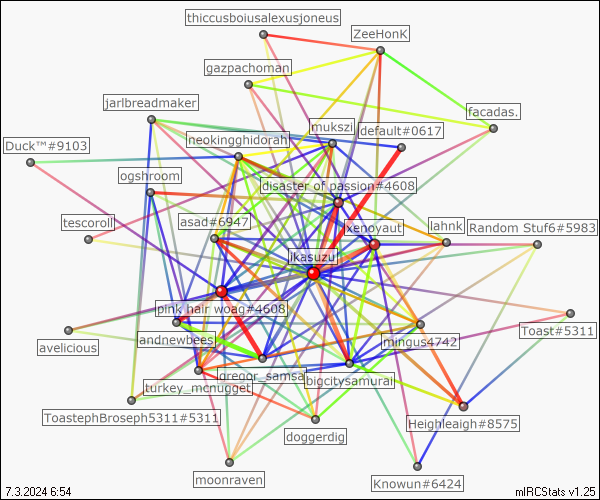 thiccusboiusalexusjoneus
ZeeHonK
gazpachoman
jarlbreadmaker
facadas.
mukszi
default#0617
neokingghidorah
Duck™#9103
ogshroom
disaster of passion#4608
tescoroll
asad#6947
xenoyaut
lahnk
Random Stuf6#5983
ikasuzu
pink hair woag#4608
Toast#5311
avelicious
andnewbees
mingus4742
gregor_samsa
bigcitysamurai
turkey_mcnugget
ToastephBroseph5311#5311
Heighleaigh#8575
doggerdig
moonraven
Knowun#6424
7.3.2024 6:54
mIRCStats v1.25